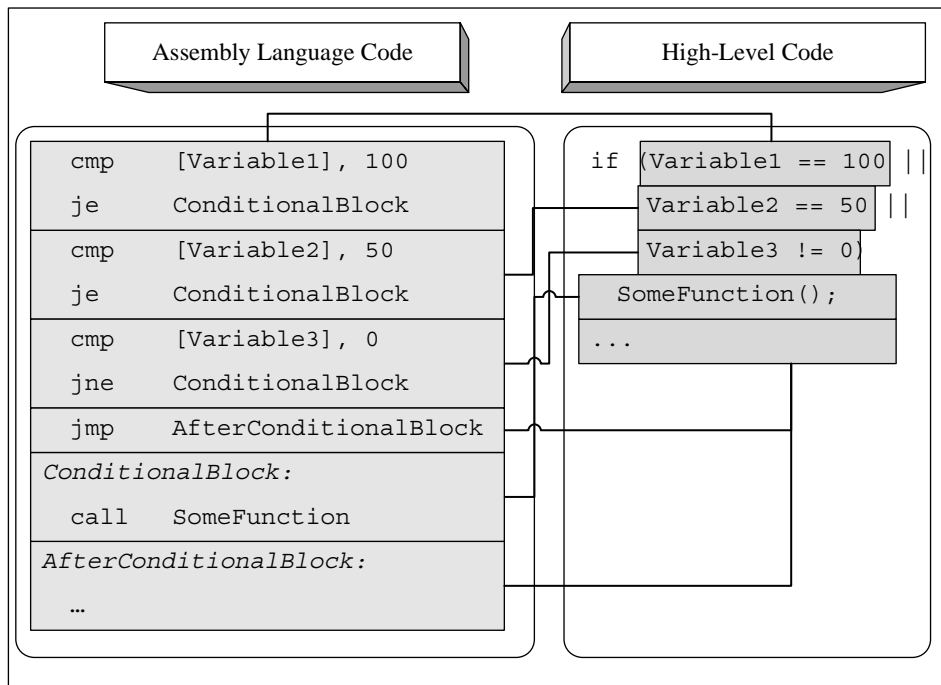 Assembly Language Code
cmp [Variable1], 100
je ConditionalBlock
cmp [Variable2], 50
je ConditionalBlock
cmp [Variable3], 0
jne ConditionalBlock
jmp AfterConditionalBlock
ConditionalBlock:
call SomeFunction
AfterConditionalBlock:
…
High-Level Code
if (Variable1 == 100 ||
Variable2 == 50 ||
Variable3 != 0)
SomeFunction();
...